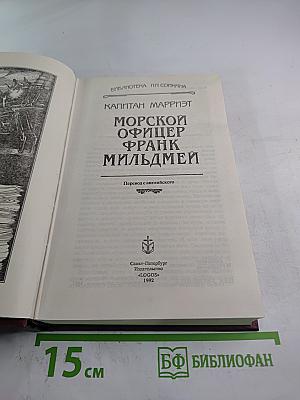 БИБЛИОТЕКА П.П.СОЙКИНА
КАПИТАН МАРРИЭТ
МОРСКОЙ
ОФИЦЕР
ФРАНК
МИЛЬДМЕЙ
Перевод с английского
Санкт-Петербург
Издательство
«LOGOS»
1992
15 см
БФ БИБЛИОФАН